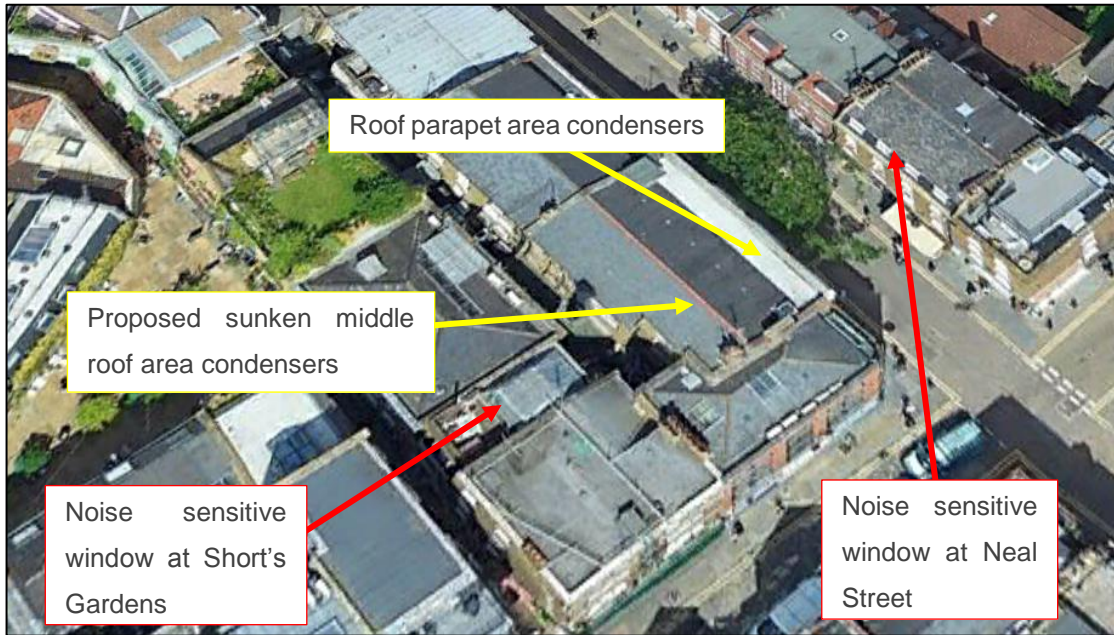 Roof parapet area condensers
Proposed sunken middle
roof area condensers
Noise sensitive
window at Short's
Gardens
Noise sensitive
window at Neal
Street